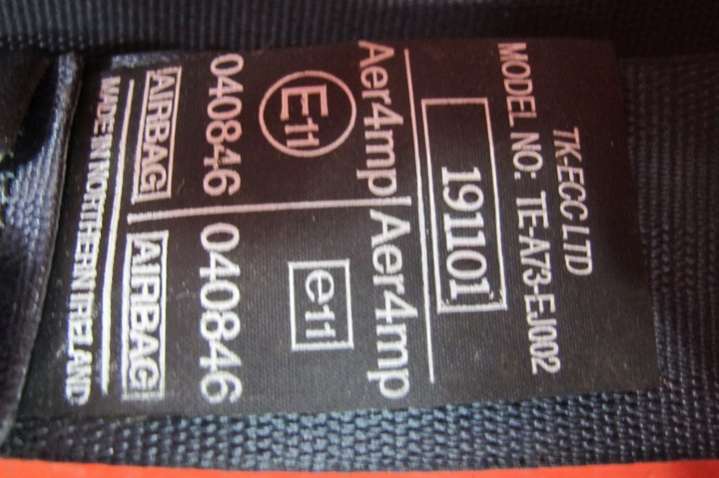 TK-ECC LTD
MODEL NO: TE-A73-EJ002
191101
Aer4mp Aer4mp
E11 e11
040846 040846
AIRBAG AIRBAG
MADE IN NORTHERN IRELAND